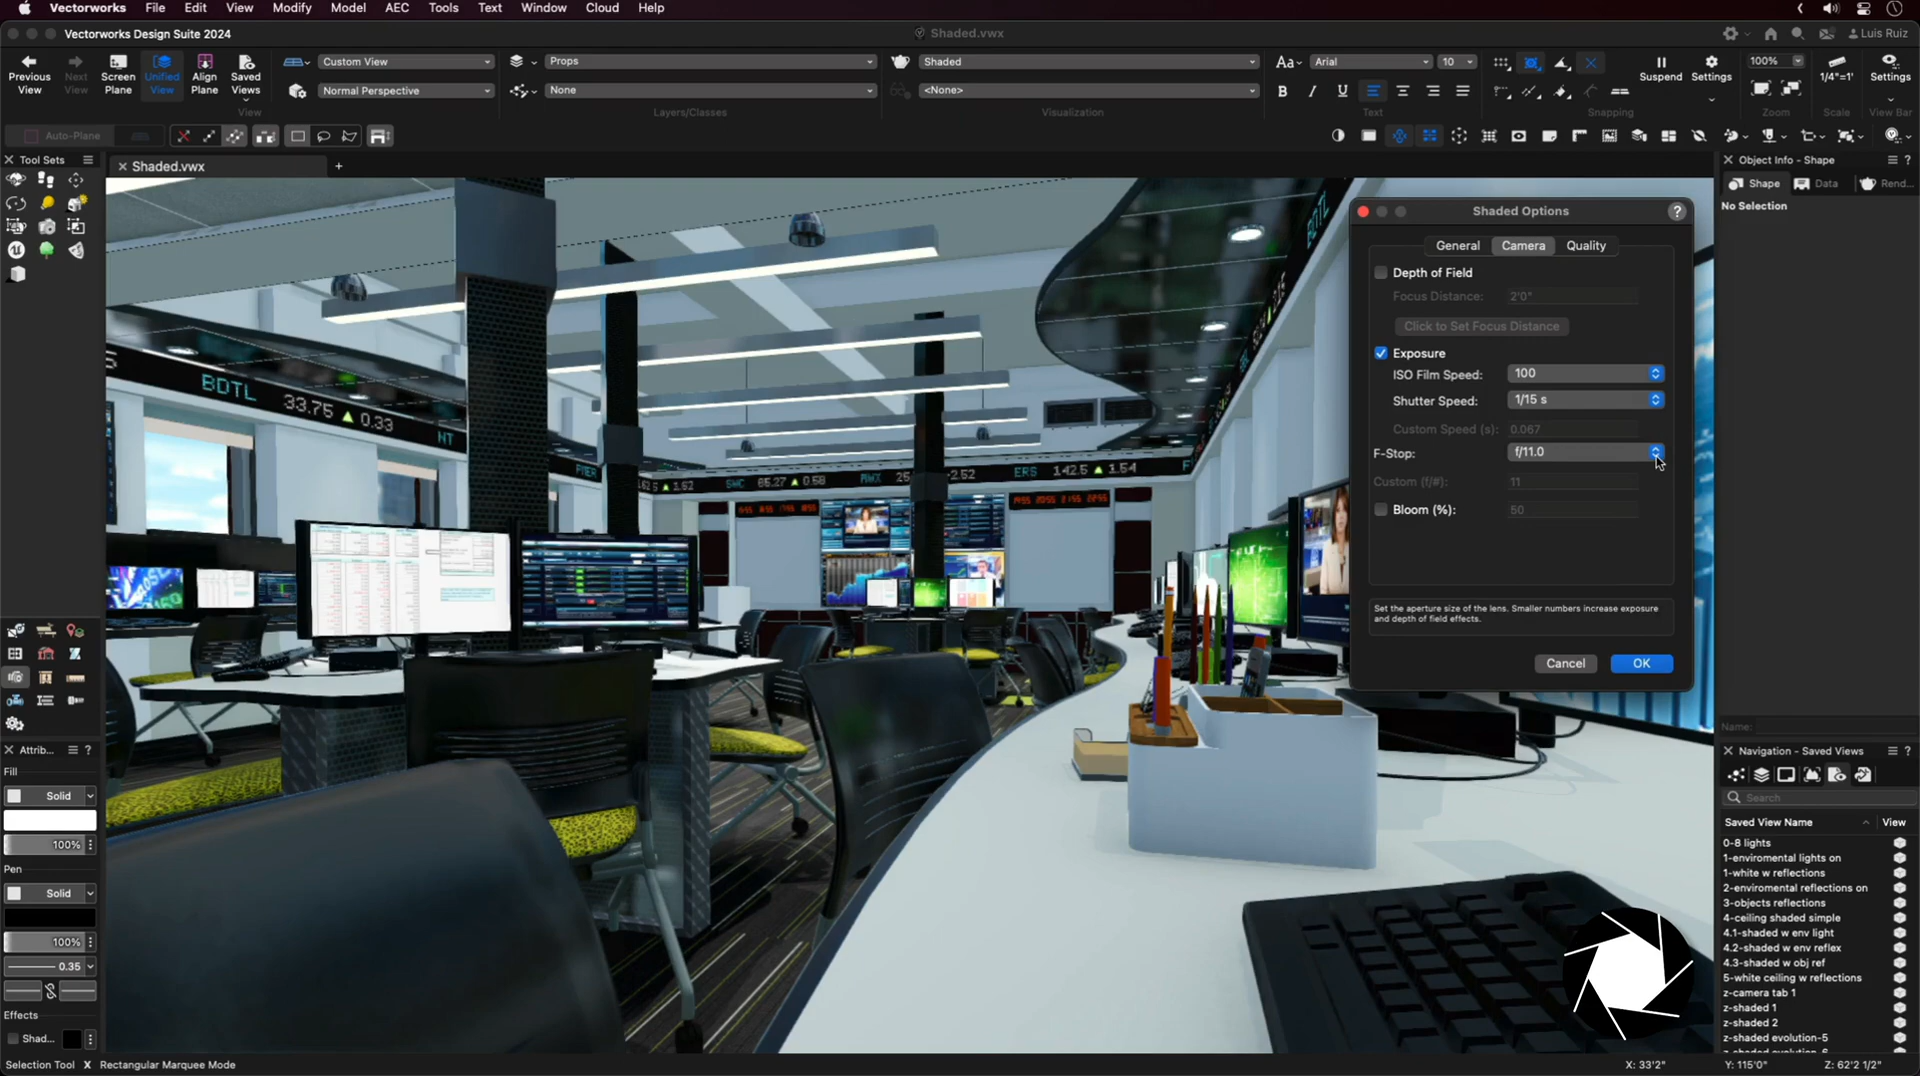 Vectorworks File Edit View Modify Model AEC Tools Text Window Cloud Help
Vectorworks Design Suite 2024
Shaded.vwx
Luis Ruiz
Previous View
Next View
Screen Plane
Unified View
Align Plane
Saved Views
Custom View
Normal Perspective
View
Props
None
Layers/Classes
Shaded
<None>
Visualization
Aa
Arial
10
B I U
Text
Suspend
Settings
Snapping
100%
Zoom
1/4"=1'
Scale
Settings
View Bar
Auto-Plane
Tool Sets
Shaded.vwx
+
Object Info - Shape
?
Shape
Data
Rend...
No Selection
BDTL
33.75 ▲ 0.33
NT
BDTL
65.27 ▲ 0.58
ERS 142.5 ▲ 1.54
Shaded Options
?
General
Camera
Quality
Depth of Field
Focus Distance: 2'0"
Click to Set Focus Distance
Exposure
ISO Film Speed: 100
Shutter Speed: 1/15 s
Custom Speed (s): 0.067
F-Stop: f/11.0
Custom (f/#): 11
Bloom (%): 50
Set the aperture size of the lens. Smaller numbers increase exposure
and depth of field effects.
Cancel
OK
Attrib...
?
Fill
Solid
100%
Pen
Solid
100%
0.35
Effects
Shad...
Name:
Navigation - Saved Views
?
Search
Saved View Name
View
0-8 lights
1-enviromental lights on
1-white w reflections
2-enviromental reflections on
3-objects reflections
4-ceiling shaded simple
4.1-shaded w env light
4.2-shaded w env reflex
4.3-shaded w obj ref
5-white ceiling w reflections
z-camera tab 1
z-shaded 1
z-shaded 2
z-shaded evolution-5
Selection Tool X Rectangular Marquee Mode
X: 33'2"
Y: 115'0"
Z: 62'2 1/2"